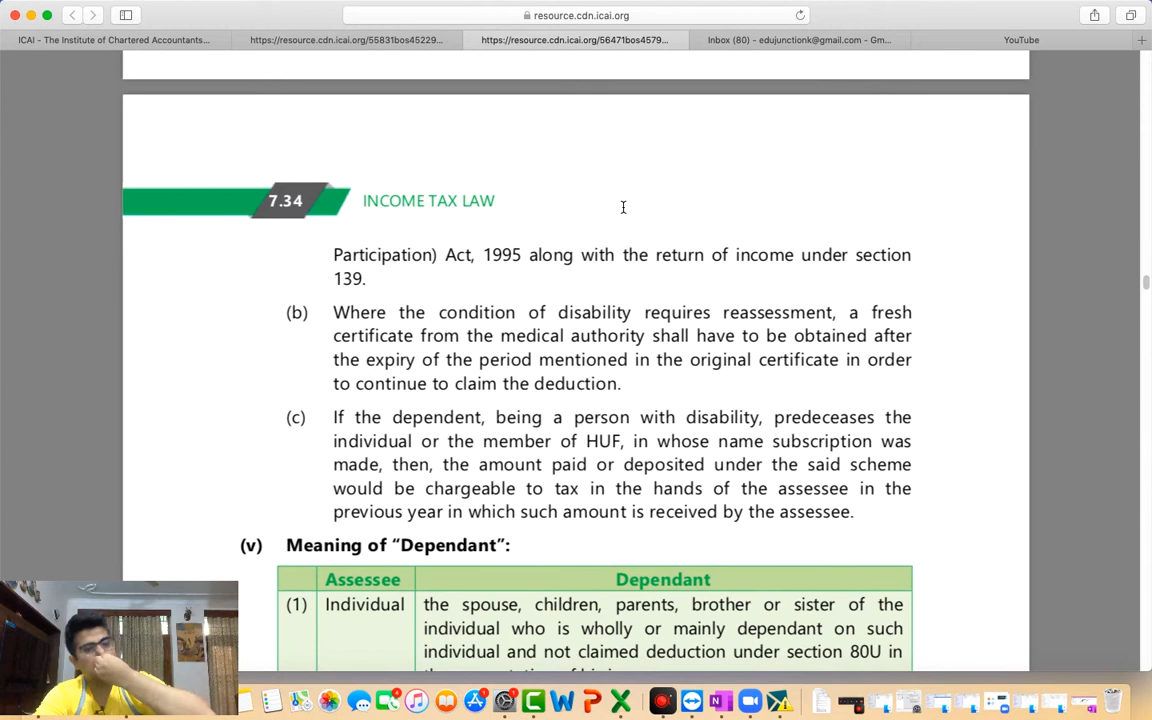 resource.cdn.icai.org
ICAI - The Institute of Chartered Accountants...
https://resource.cdn.icai.org/55831bos45229...
https://resource.cdn.icai.org/56471bos4579...
Inbox (80) - edujunctionk@gmail.com - Gm...
YouTube
7.34
INCOME TAX LAW
Participation) Act, 1995 along with the return of income under section
139.
(b) Where the condition of disability requires reassessment, a fresh
certificate from the medical authority shall have to be obtained after
the expiry of the period mentioned in the original certificate in order
to continue to claim the deduction.
(c) If the dependent, being a person with disability, predeceases the
individual or the member of HUF, in whose name subscription was
made, then, the amount paid or deposited under the said scheme
would be chargeable to tax in the hands of the assessee in the
previous year in which such amount is received by the assessee.
(v) Meaning of “Dependant”:
Assessee Dependant
(1) Individual the spouse, children, parents, brother or sister of the
individual who is wholly or mainly dependant on such
individual and not claimed deduction under section 80U in